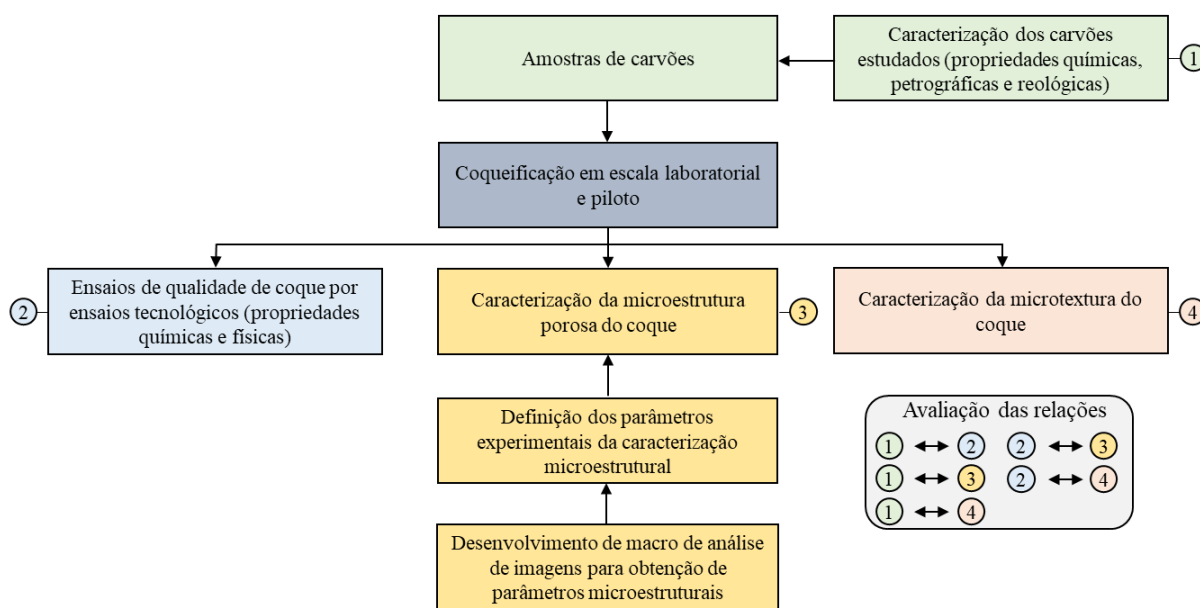 Amostras de carvões
Caracterização dos carvões
estudados (propriedades químicas,
petrográficas e reológicas)
1
Coqueificação em escala laboratorial
e piloto
2
Ensaios de qualidade de coque por
ensaios tecnológicos (propriedades
químicas e físicas)
Caracterização da microestrutura
porosa do coque
3
Caracterização da microtextura do
coque
4
Definição dos parâmetros
experimentais da caracterização
microestrutural
Desenvolvimento de macro de análise
de imagens para obtenção de
parâmetros microestruturais
Avaliação das relações
1 ↔ 2 2 ↔ 3
1 ↔ 3 2 ↔ 4
1 ↔ 4